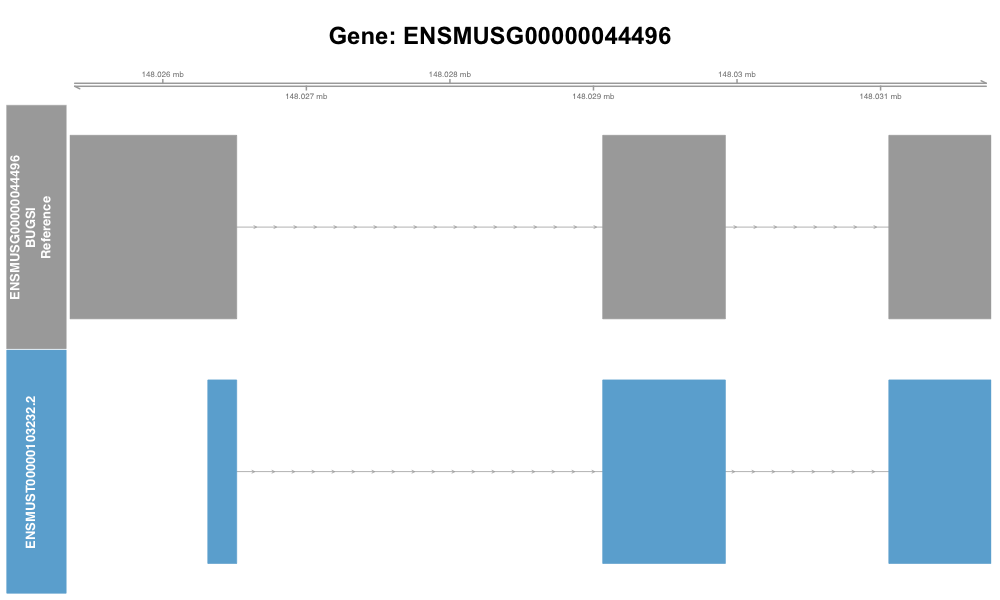 Gene: ENSMUSG00000044496
148.026 mb
148.028 mb
148.03 mb
148.027 mb
148.029 mb
148.031 mb
ENSMUSG00000044496
BUGSI
Reference
ENSMUST00000103232.2